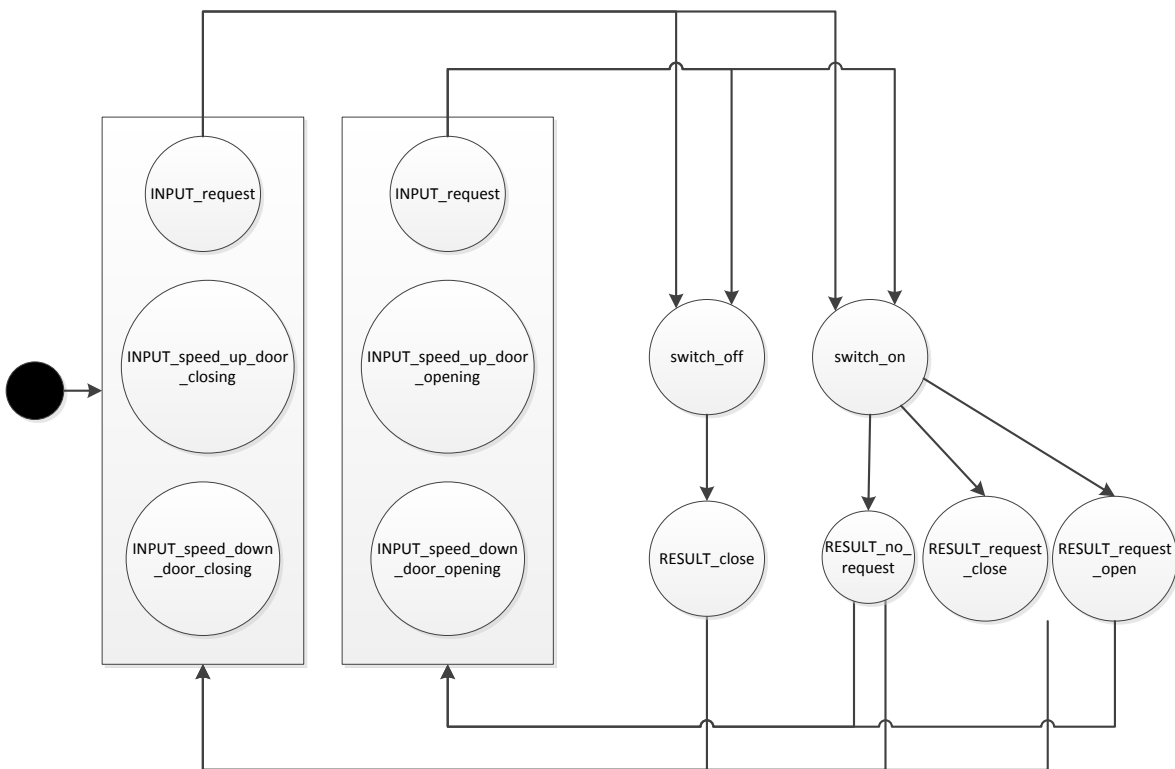 INPUT_request
INPUT_request
INPUT_speed_up_door
_closing
INPUT_speed_up_door
_opening
switch_off
switch_on
INPUT_speed_down
_door_closing
INPUT_speed_down
_door_opening
RESULT_close
RESULT_no_
request
RESULT_request
_close
RESULT_request
_open